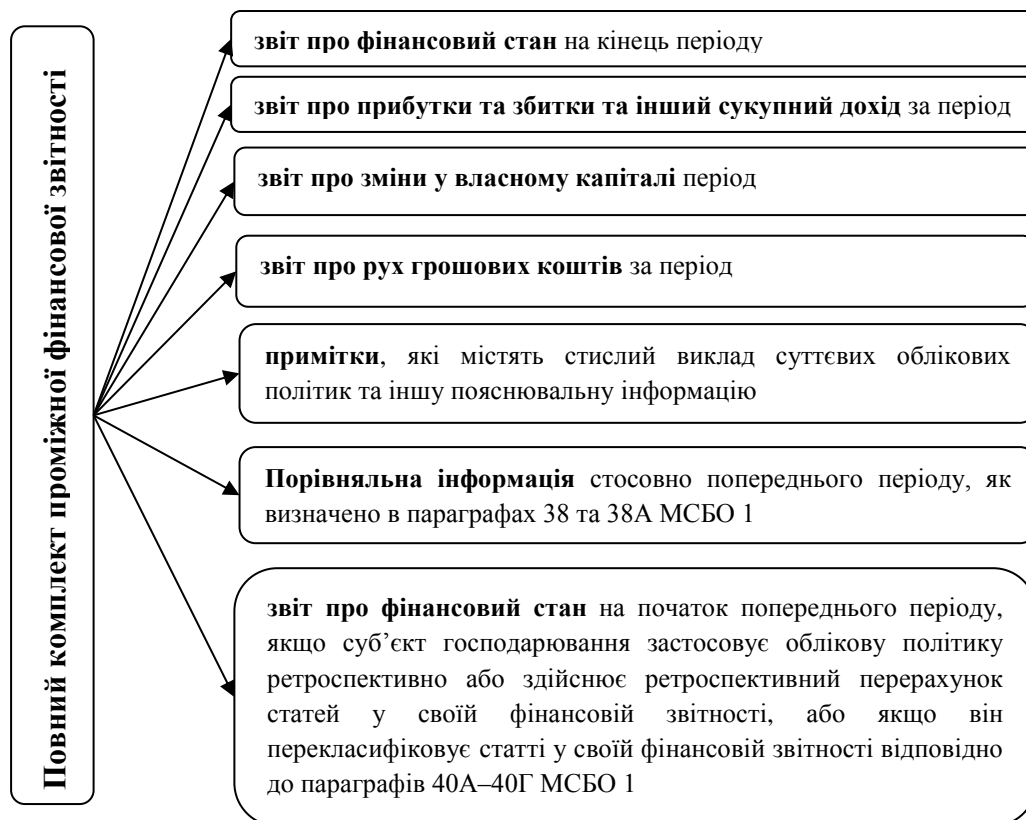 Повний комплект проміжної фінансової звітності
звіт про фінансовий стан на кінець періоду
звіт про прибутки та збитки та інший сукупний дохід за період
звіт про зміни у власному капіталі період
звіт про рух грошових коштів за період
примітки, які містять стислий виклад суттєвих облікових
політик та іншу пояснювальну інформацію
Порівняльна інформація стосовно попереднього періоду, як
визначено в параграфах 38 та 38А МСБО 1
звіт про фінансовий стан на початок попереднього періоду,
якщо суб’єкт господарювання застосовує облікову політику
ретроспективно або здійснює ретроспективний перерахунок
статей у своїй фінансовій звітності, або якщо він
перекласифіковує статті у своїй фінансовій звітності відповідно
до параграфів 40А–40Г МСБО 1